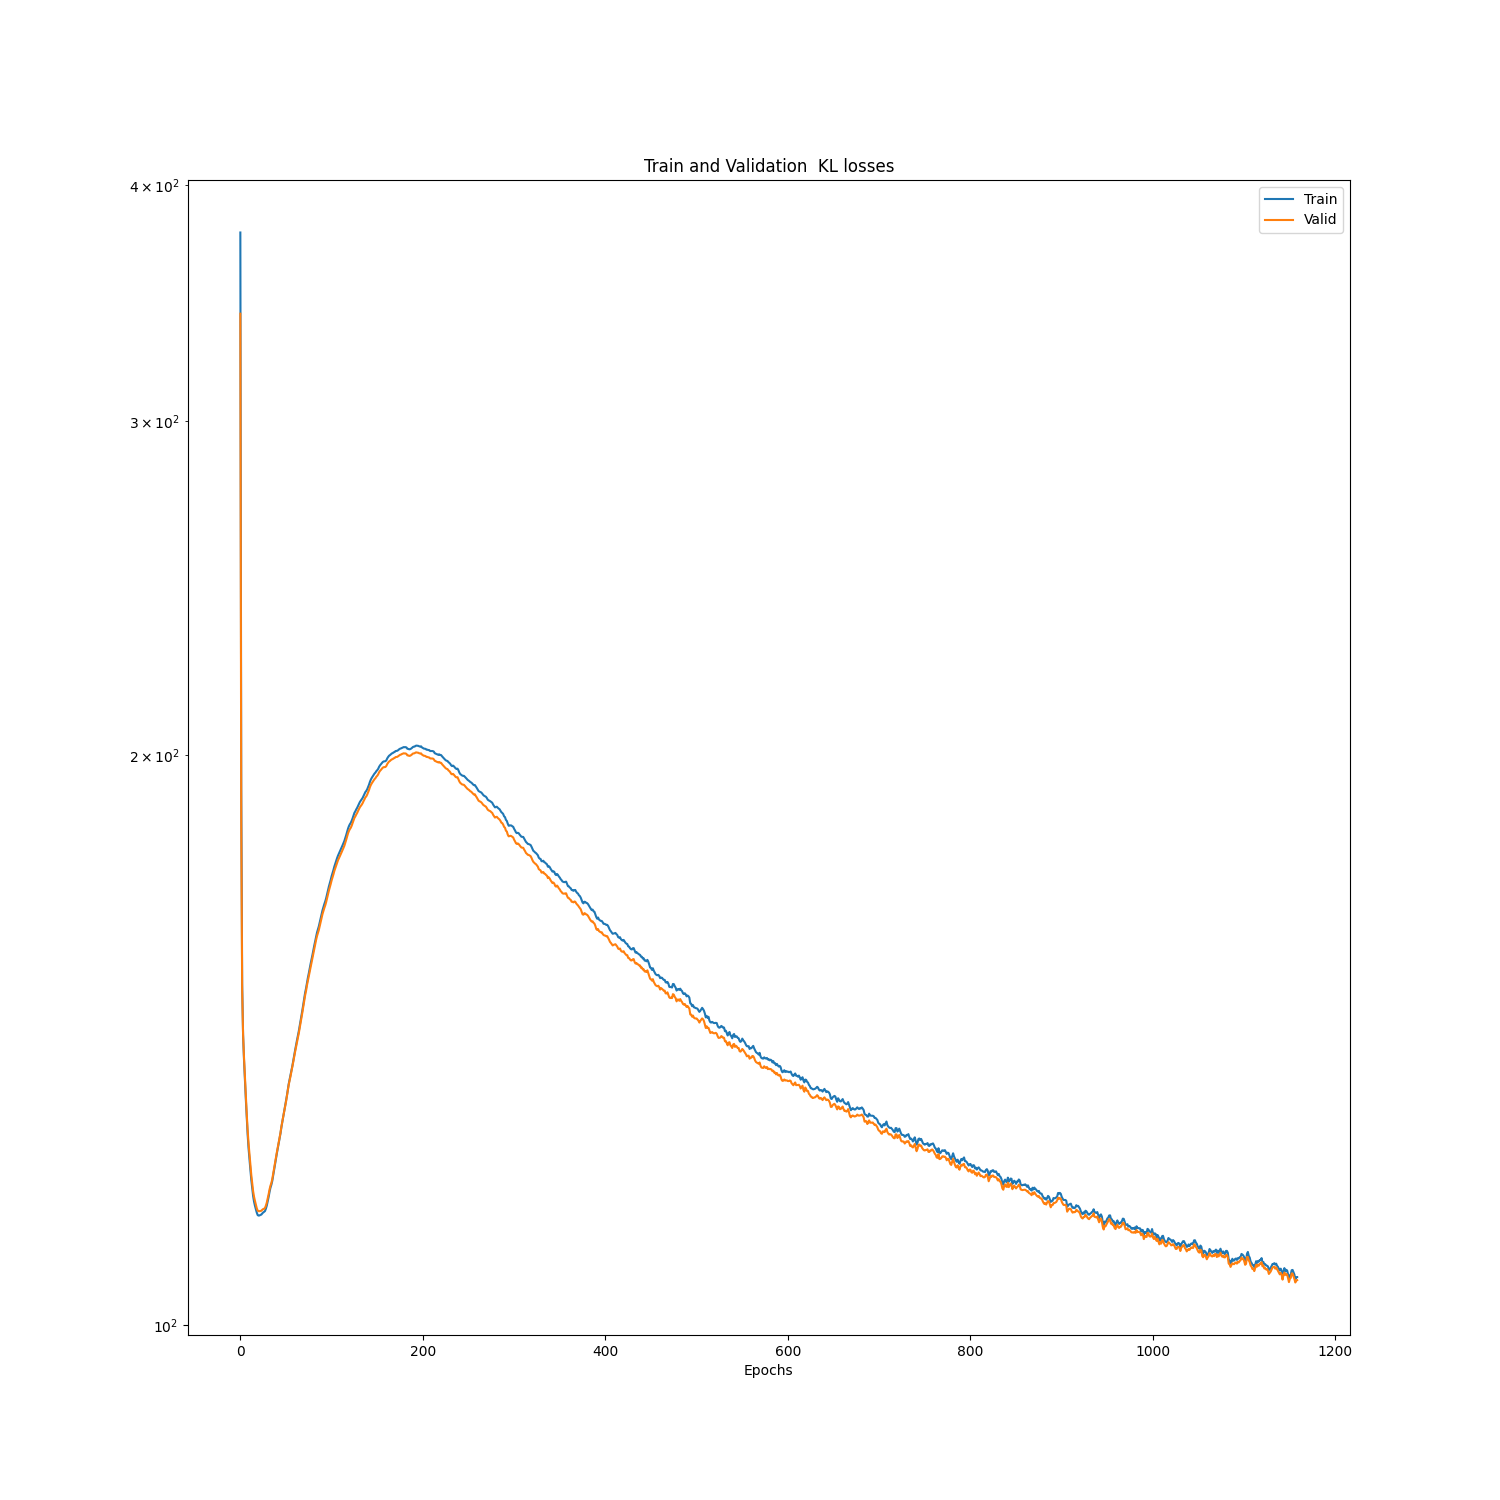 Train and Validation  KL losses
4 × 10²
3 × 10²
2 × 10²
10²
Train
Valid
0 200 400 600 800 1000 1200
Epochs